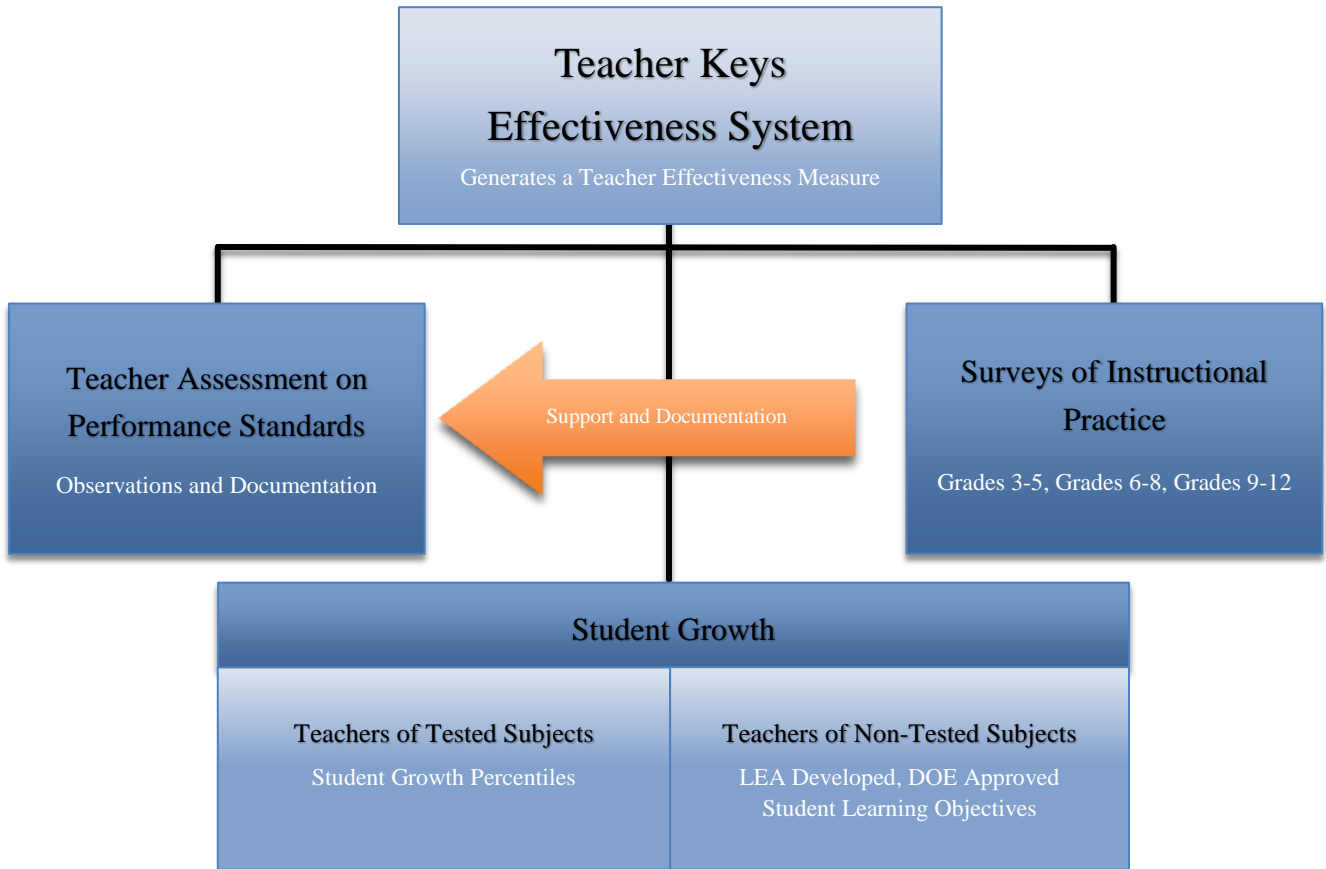 Teacher Keys
Effectiveness System
Generates a Teacher Effectiveness Measure
Teacher Assessment on
Performance Standards
Observations and Documentation
Support and Documentation
Surveys of Instructional
Practice
Grades 3-5, Grades 6-8, Grades 9-12
Student Growth
Teachers of Tested Subjects
Student Growth Percentiles
Teachers of Non-Tested Subjects
LEA Developed, DOE Approved
Student Learning Objectives